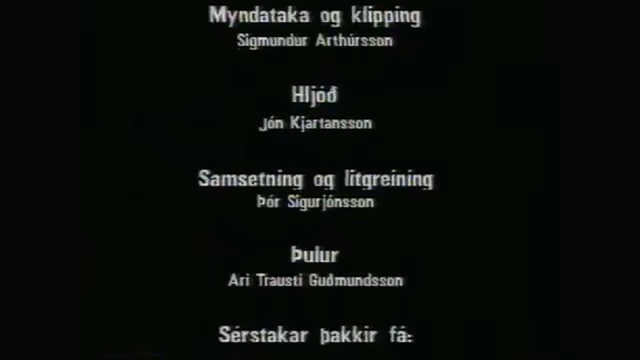 Myndataka og klipping
Sigmundur Arthúrsson
Hljóð
Jón Kjartansson
Samsetning og litgreining
Þór Sigurjónsson
Þulur
Ari Trausti Guðmundsson
Sérstakar þakkir fá: